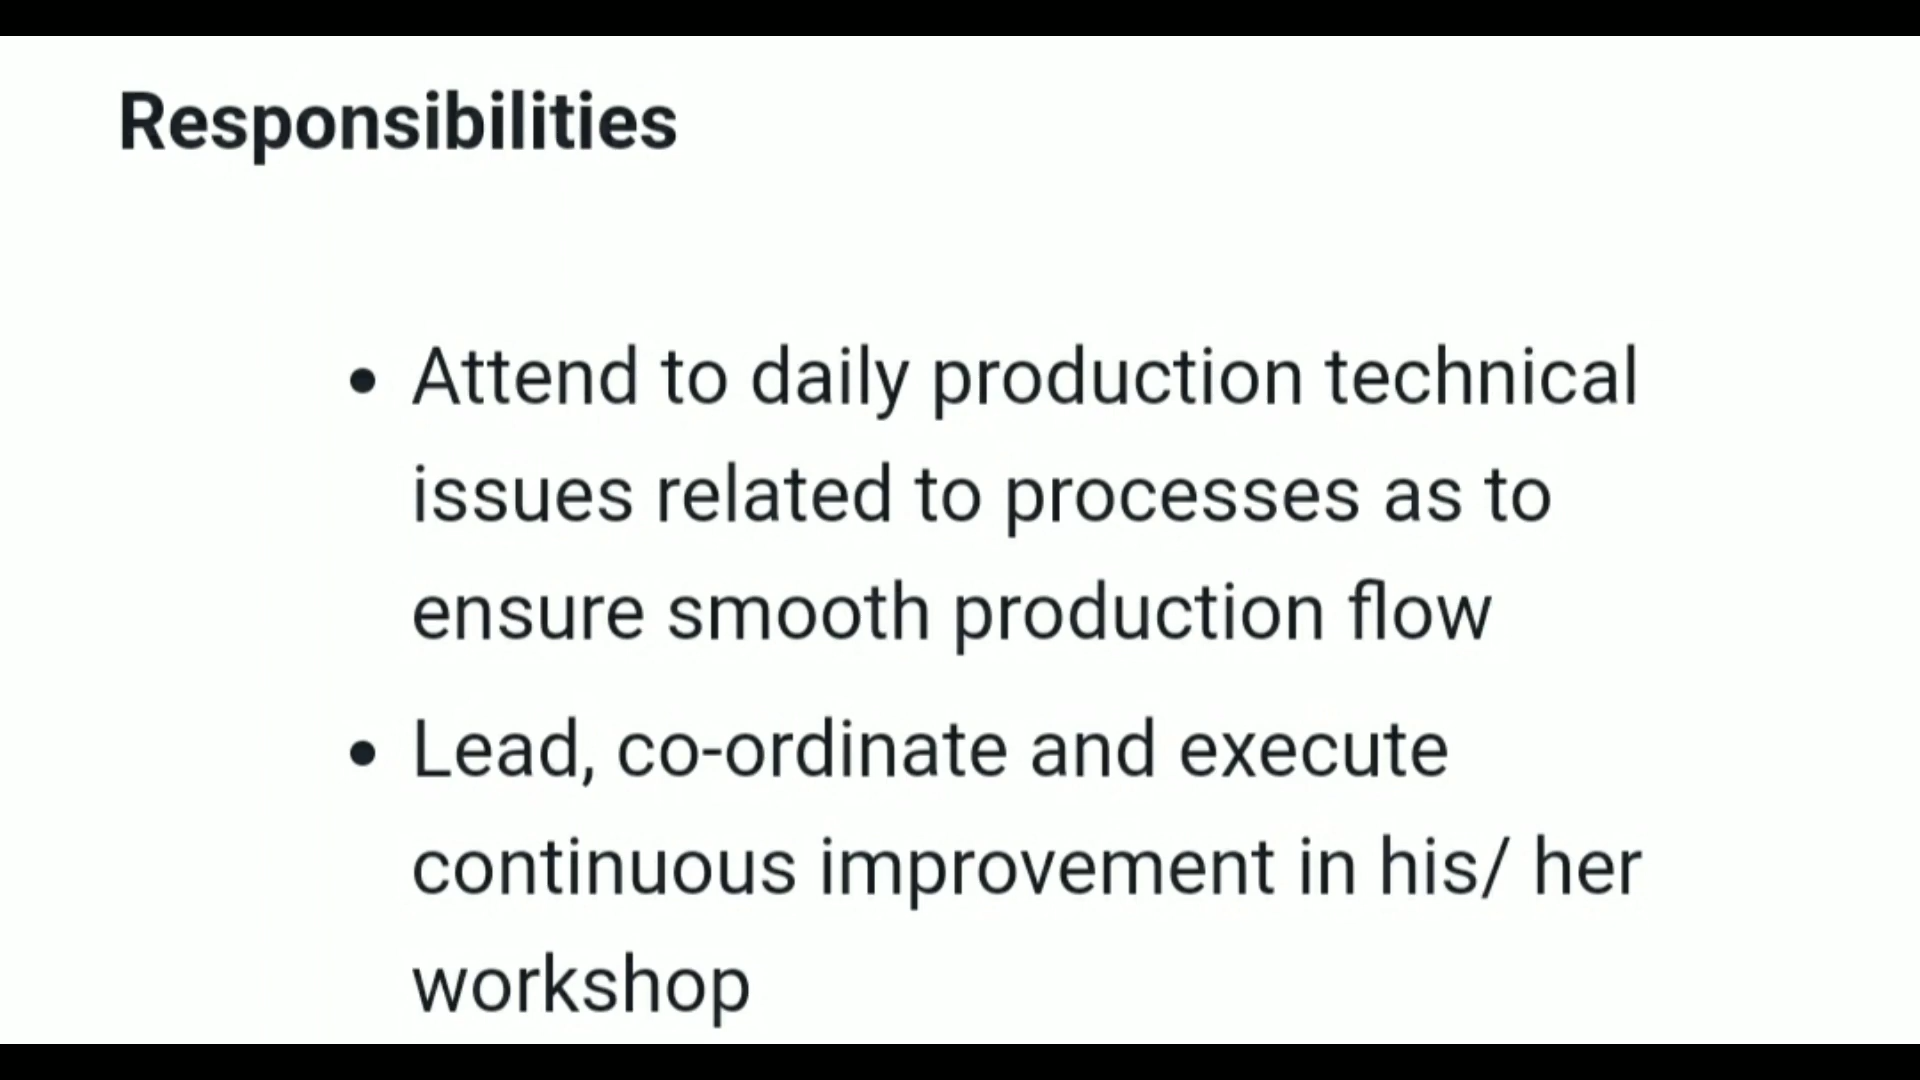 Responsibilities
• Attend to daily production technical
issues related to processes as to
ensure smooth production flow
• Lead, co-ordinate and execute
continuous improvement in his/ her
workshop